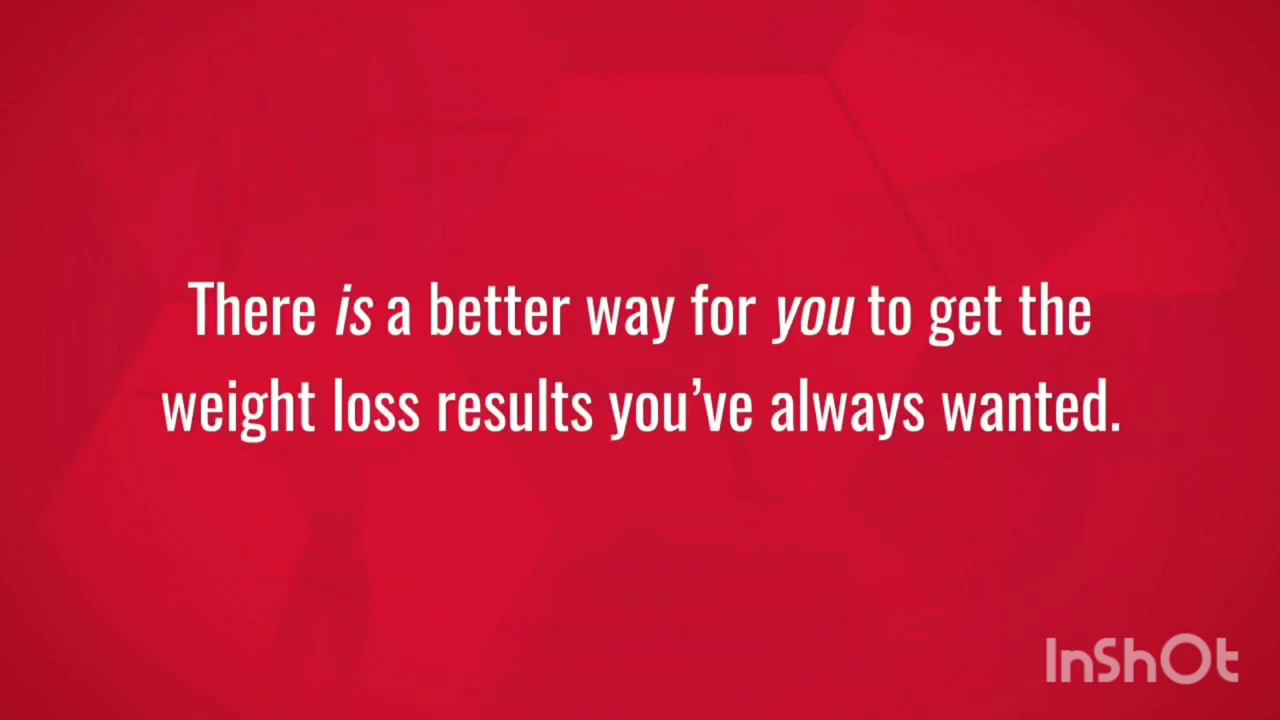 There is a better way for you to get the
weight loss results you’ve always wanted.
InShOt